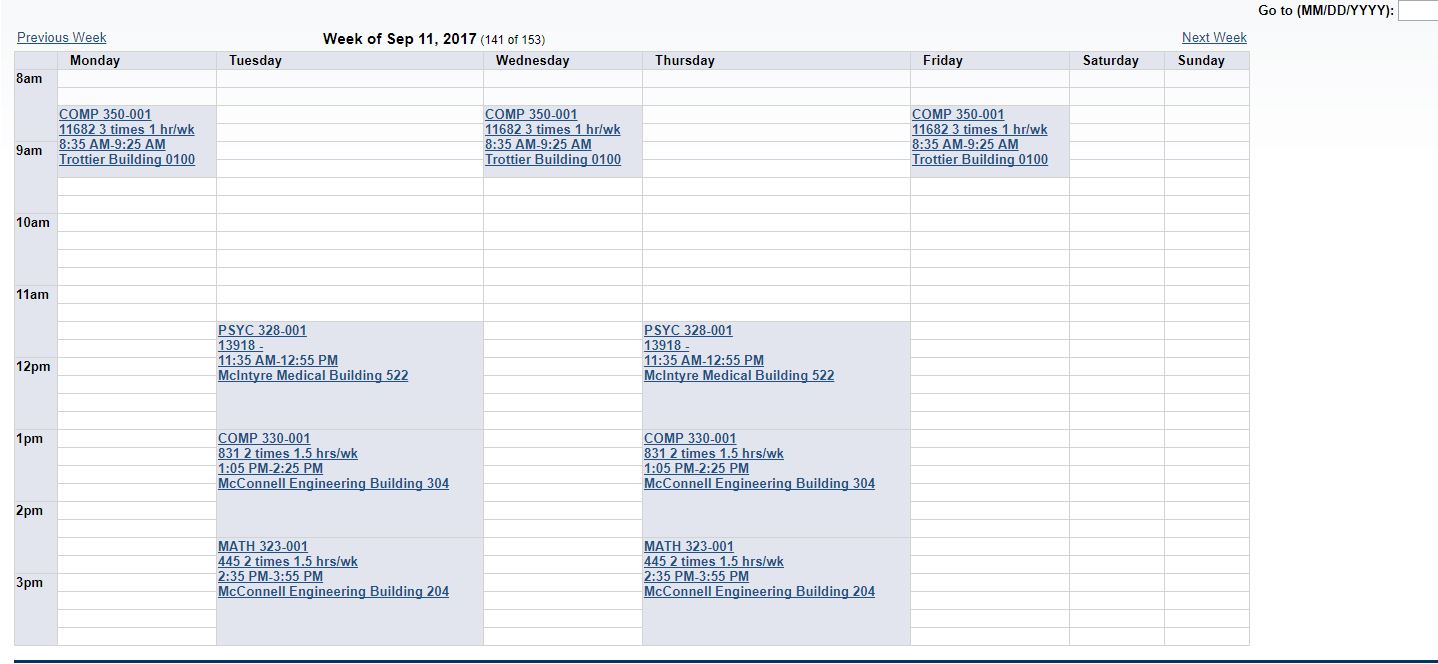 Go to (MM/DD/YYYY):
Previous Week Week of Sep 11, 2017 (141 of 153) Next Week
Monday Tuesday Wednesday Thursday Friday Saturday Sunday
8am
COMP 350-001 COMP 350-001 COMP 350-001
11682 3 times 1 hr/wk 11682 3 times 1 hr/wk 11682 3 times 1 hr/wk
8:35 AM-9:25 AM 8:35 AM-9:25 AM 8:35 AM-9:25 AM
9am
Trottier Building 0100 Trottier Building 0100 Trottier Building 0100
10am
11am
PSYC 328-001 PSYC 328-001
13918 - 13918 -
11:35 AM-12:55 PM 11:35 AM-12:55 PM
12pm
McIntyre Medical Building 522 McIntyre Medical Building 522
1pm COMP 330-001 COMP 330-001
831 2 times 1.5 hrs/wk 831 2 times 1.5 hrs/wk
1:05 PM-2:25 PM 1:05 PM-2:25 PM
McConnell Engineering Building 304 McConnell Engineering Building 304
2pm
MATH 323-001 MATH 323-001
445 2 times 1.5 hrs/wk 445 2 times 1.5 hrs/wk
2:35 PM-3:55 PM 2:35 PM-3:55 PM
3pm
McConnell Engineering Building 204 McConnell Engineering Building 204